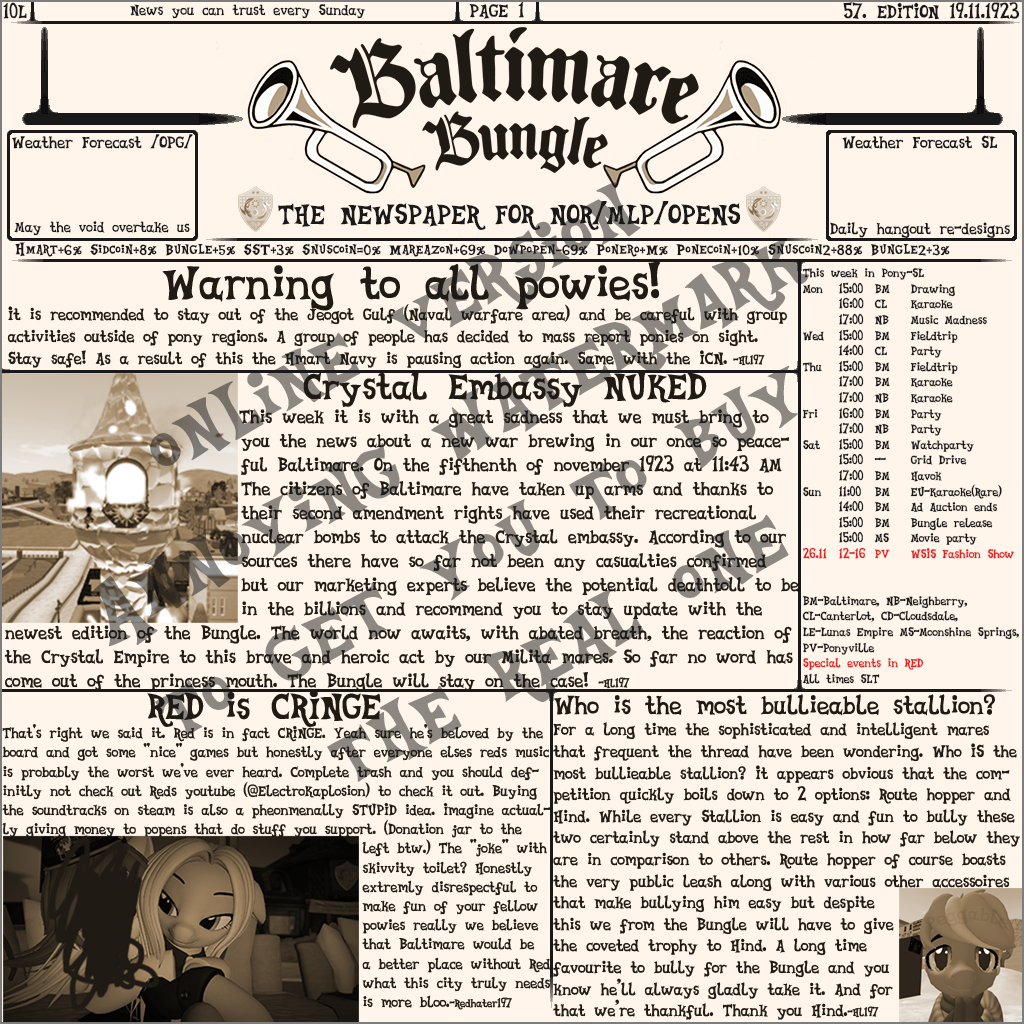 10L
News you can trust every Sunday
PAGE 1
57. EDITION 19.11.1923
Baltimare
Bungle
Weather Forecast /OPG/
May the void overtake us
Weather Forecast SL
Daily hangout re-designs
THE NEWSPAPER FOR NOR/MLP/OPENS
HMART+6% SIDCOIN+8% BUNGLE+5% SST+3% SNUSCOIN=0% MAREAZON+69% DOWPOPEN-69% PONERO+M% PONECOIN+10% SNUSCOIN2+88% BUNGLE2+3%
Warning to all powies!
it is recommended to stay out of the Jeogot Gulf (Naval warfare area) and be careful with group
activities outside of pony regions. A group of people has decided to mass report ponies on sight.
Stay safe! As a result of this the Hmart Navy is pausing action again. Same with the iCN. -HL197
Crystal Embassy NUKED
This week it is with a great sadness that we must bring to
you the news about a new war brewing in our once so peace-
ful Baltimare. On the fifthenth of november 1923 at 11:43 AM
The citizens of Baltimare have taken up arms and thanks to
their second amendment rights have used their recreational
nuclear bombs to attack the Crystal embassy. According to our
sources there have so far not been any casualties confirmed
but our marketing experts believe the potential deathtoll to be
in the billions and recommend you to stay update with the
newest edition of the Bungle. The world now awaits, with abated breath, the reaction of
the Crystal Empire to this brave and heroic act by our Milita mares. So far no word has
come out of the princess mouth. The Bungle will stay on the case! -HL197
This week in Pony-SL
Mon 15:00 BM Drawing
16:00 CL Karaoke
17:00 NB Music Madness
Wed 15:00 BM Fieldtrip
14:00 CL Party
Thu 15:00 BM Fieldtrip
17:00 BM Karaoke
17:00 NB Karaoke
Fri 16:00 BM Party
17:00 NB Party
Sat 15:00 BM Watchparty
15:00 --- Grid Drive
17:00 BM Havok
Sun 11:00 BM EU-Karaoke(Rare)
14:00 BM Ad Auction ends
15:00 BM Bungle release
15:00 MS Movie party
26.11 12-16 PV WSIS Fashion Show
BM-Baltimare, NB-Neighberry,
CL-Canterlot, CD-Cloudsdale,
LE-Lunas Empire MS-Moonshine Springs,
PV-Ponyville
Special events in RED
All times SLT
RED is CRINGE
That's right we said it. Red is in fact CRINGE. Yeah sure he's beloved by the
board and got some "nice" games but honestly after everyone elses reds music
is probably the worst we've ever heard. Complete trash and you should def-
initly not check out Reds youtube (@ElectroKaplosion) to check it out. Buying
the soundtracks on steam is also a pheonmenally STUPID idea. imagine actual-
ly giving money to popens that do stuff you support. (Donation jar to the
left btw.) The "joke" with
skivvity toilet? Honestly
extremly disrespectful to
make fun of your fellow
powies really we believe
that Baltimare would be
a better place without Red
what this city truly needs
is more bloo.-Redhater197
Who is the most bullieable stallion?
For a long time the sophisticated and intelligent mares
that frequent the thread have been wondering. Who iS the
most bullieable stallion? it appears obvious that the com-
petition quickly boils down to 2 options: Route hopper and
Hind. While every Stallion is easy and fun to bully these
two certainly stand above the rest in how far below they
are in comparison to others. Route hopper of course boasts
the very public leash along with various other accessoires
that make bullying him easy but despite
this we from the Bungle will have to give
the coveted trophy to Hind. A long time
favourite to bully for the Bungle and you
know he'll always gladly take it. And for
that we're thankful. Thank you Hind.-HL197
ONLINE VERSION
ANNOYING WATERMARK
TO GET YOU TO BUY
THE REAL ONE